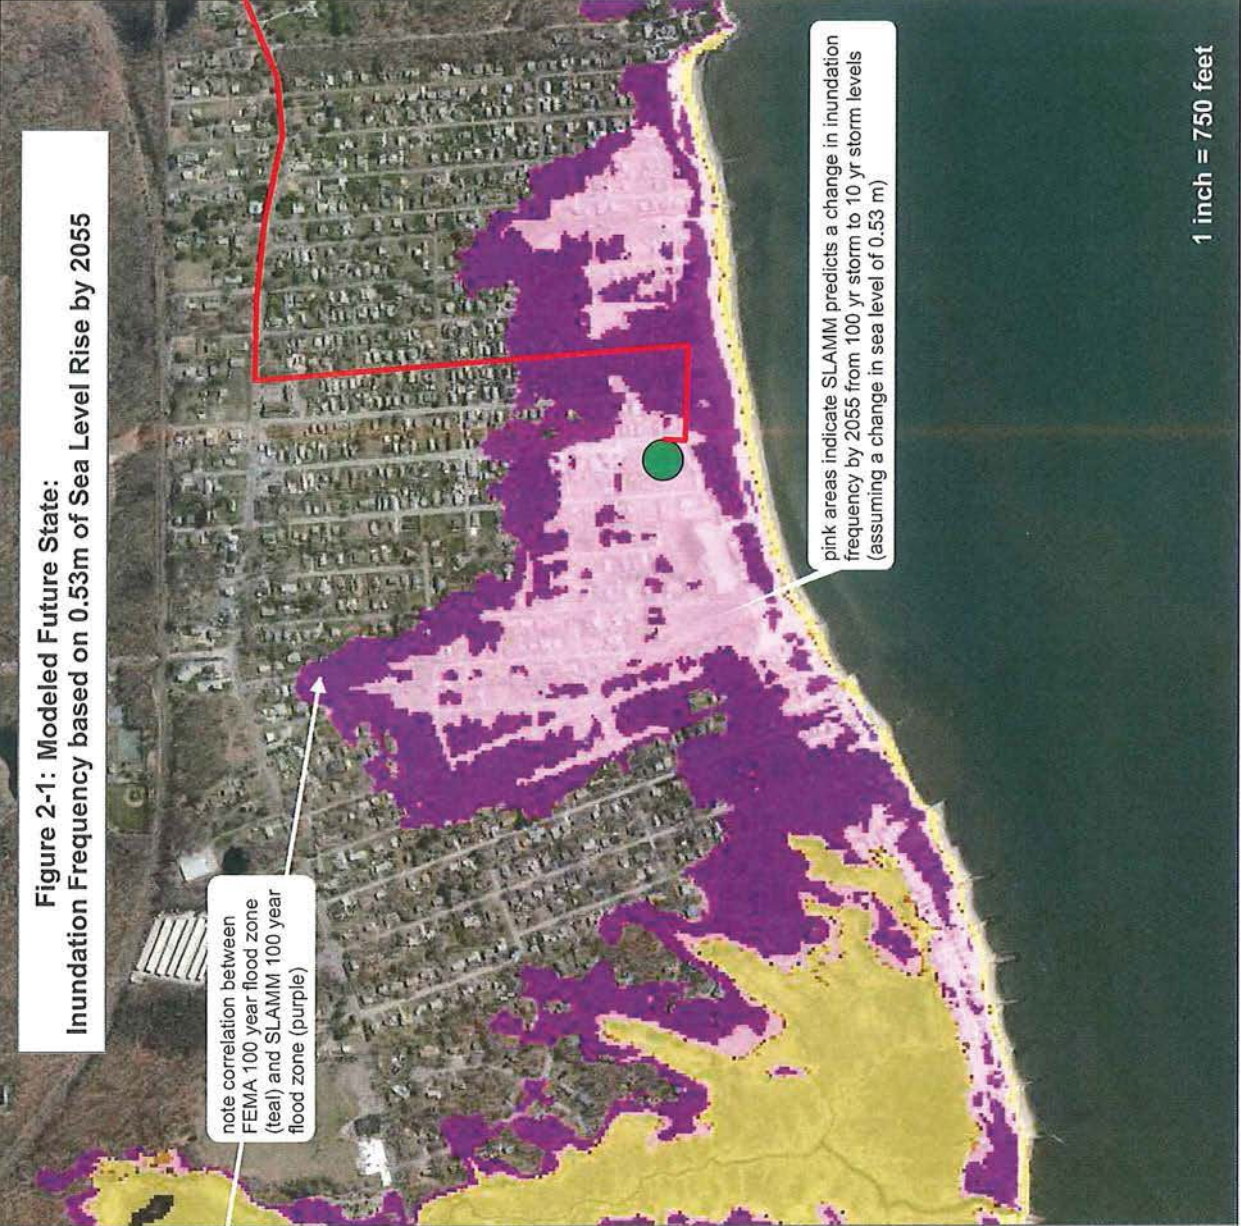 Figure 2-1: Modeled Future State:
Inundation Frequency based on 0.53m of Sea Level Rise by 2055
note correlation between
FEMA 100 year flood zone
(teal) and SLAMM 100 year
flood zone (purple)
pink areas indicate SLAMM predicts a change in inundation
frequency by 2055 from 100 yr storm to 10 yr storm levels
(assuming a change in sea level of 0.53 m)
1 inch = 750 feet